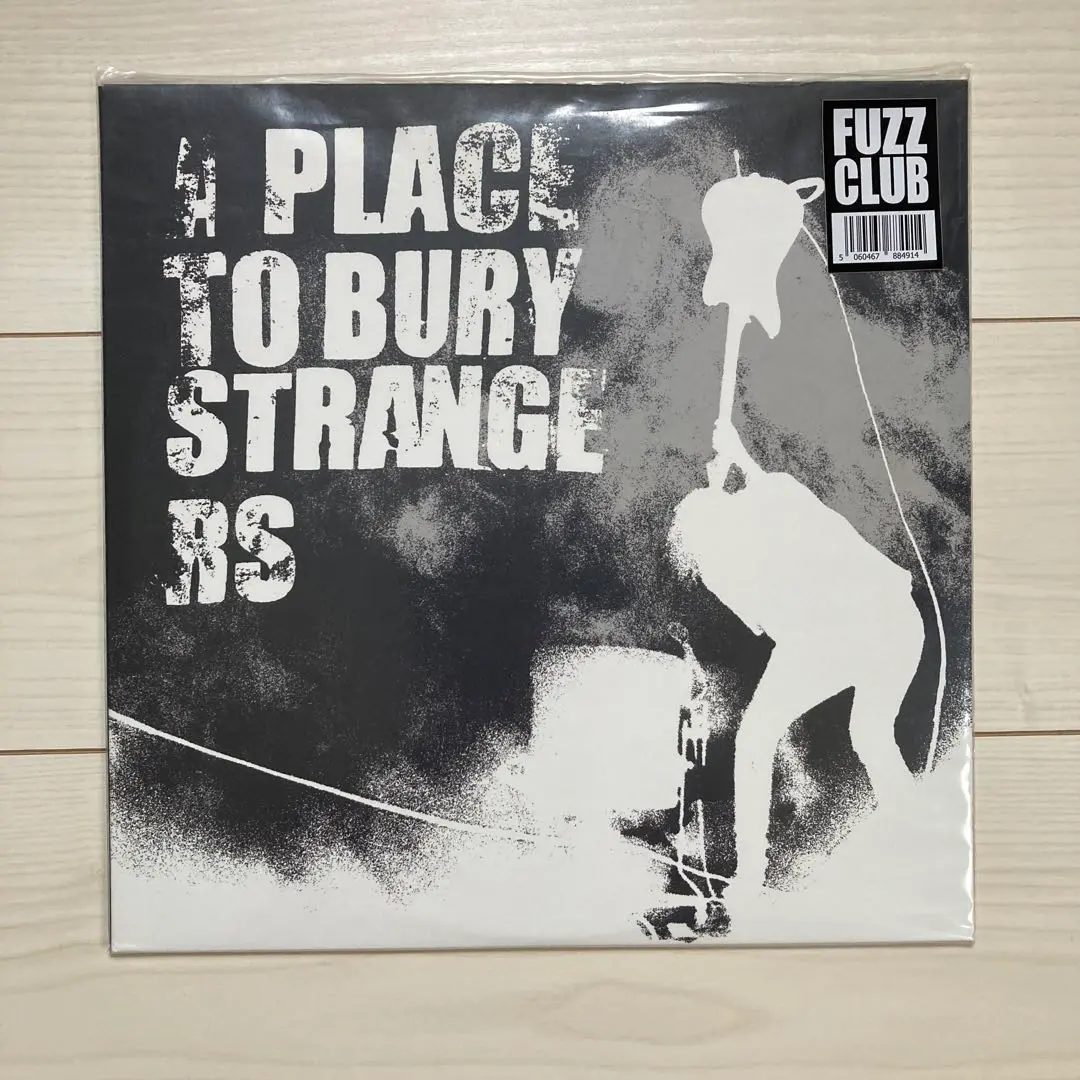 A PLACE
TO BURY
STRANGE
RS
FUZZ
CLUB
5 060467 884914